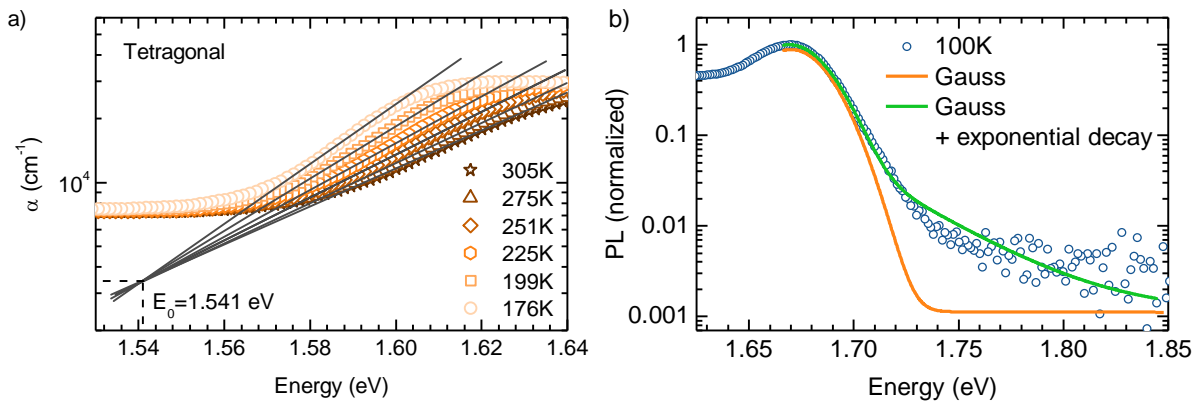 a)
Tetragonal
α (cm⁻¹)
10⁴
E₀=1.541 eV
305K
275K
251K
225K
199K
176K
1.54 1.56 1.58 1.60 1.62 1.64
Energy (eV)
b)
PL (normalized)
1
0.1
0.01
0.001
100K
Gauss
Gauss
+ exponential decay
1.65 1.70 1.75 1.80 1.85
Energy (eV)